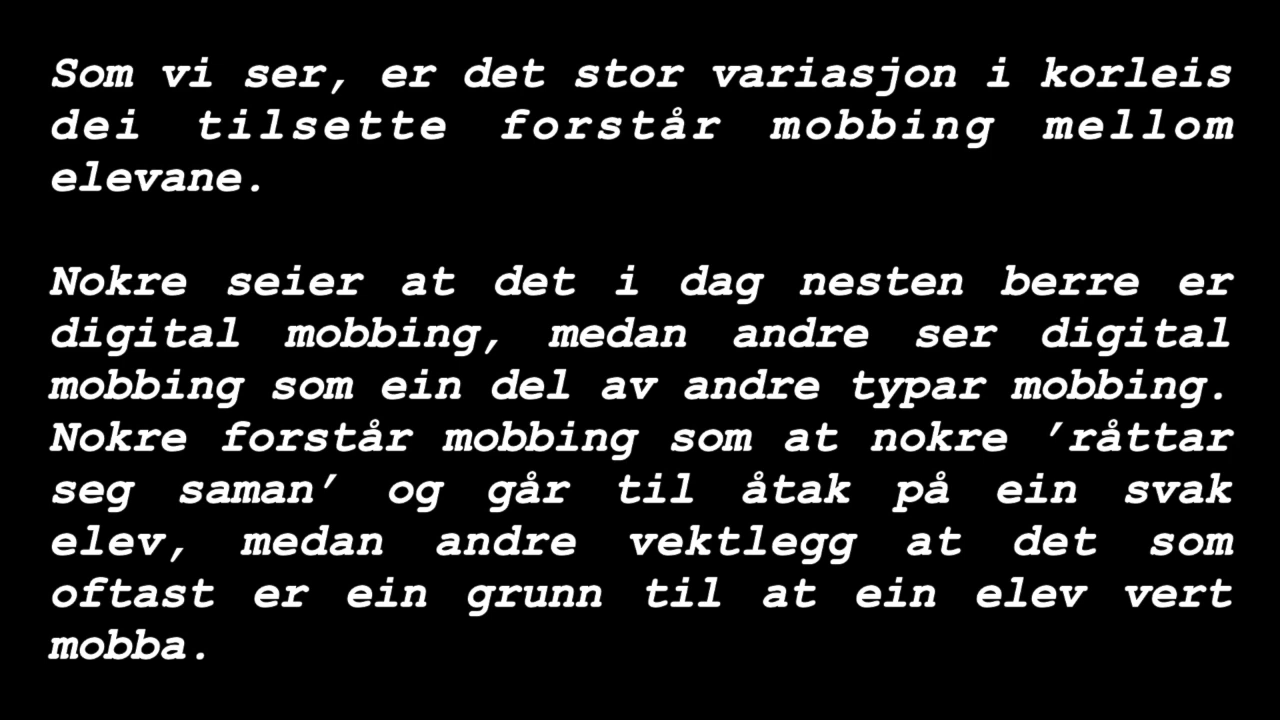 Som vi ser, er det stor variasjon i korleis
dei tilsette forstår mobbing mellom
elevane.
Nokre seier at det i dag nesten berre er
digital mobbing, medan andre ser digital
mobbing som ein del av andre typar mobbing.
Nokre forstår mobbing som at nokre ’råttar
seg saman’ og går til åtak på ein svak
elev, medan andre vektlegg at det som
oftast er ein grunn til at ein elev vert
mobba.